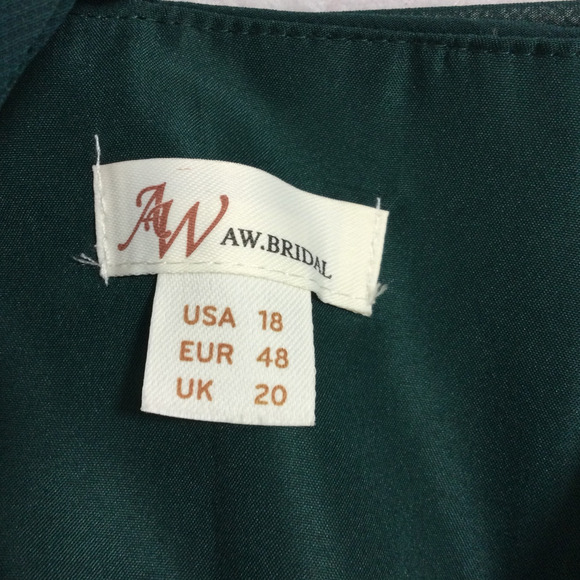 AW AW.BRIDAL
USA 18
EUR 48
UK 20